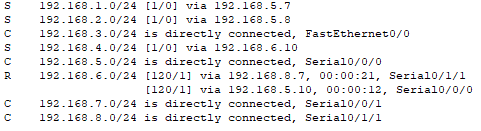 S 192.168.1.0/24 [1/0] via 192.168.5.7
S 192.168.2.0/24 [1/0] via 192.168.5.8
C 192.168.3.0/24 is directly connected, FastEthernet0/0
S 192.168.4.0/24 [1/0] via 192.168.6.10
C 192.168.5.0/24 is directly connected, Serial0/0/0
R 192.168.6.0/24 [120/1] via 192.168.8.7, 00:00:21, Serial0/1/1
[120/1] via 192.168.5.10, 00:00:12, Serial0/0/0
C 192.168.7.0/24 is directly connected, Serial0/0/1
C 192.168.8.0/24 is directly connected, Serial0/1/1